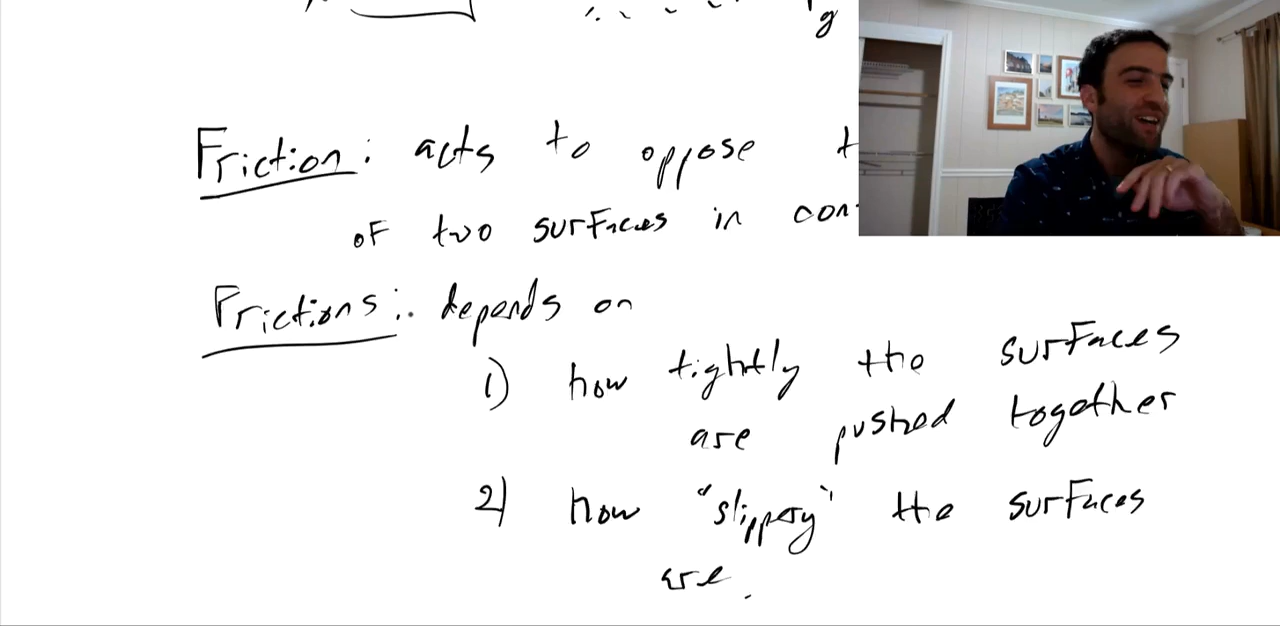 g
Friction: acts to oppose t
of two surfaces in con
Frictions: depends on
1) how tightly the surfaces
are pushed together
2) how "slippery" the surfaces
are.